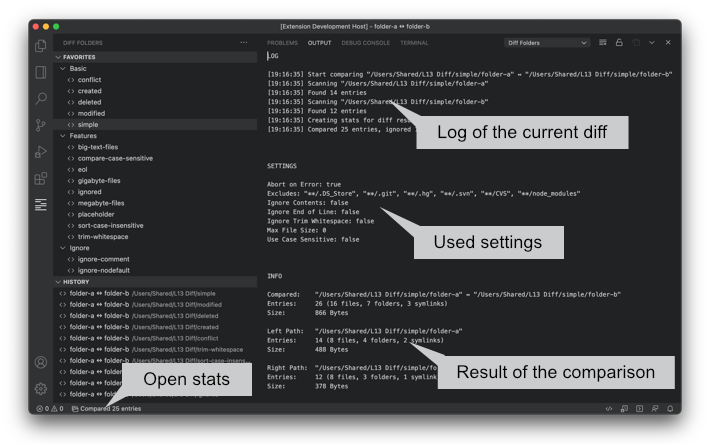 [Extension Development Host] - folder-a ↔ folder-b
DIFF FOLDERS
FAVORITES
Basic
conflict
created
deleted
modified
simple
Features
big-text-files
compare-case-sensitive
eol
gigabyte-files
ignored
megabyte-files
placeholder
sort-case-insensitive
trim-whitespace
Ignore
ignore-comment
ignore-nodefault
HISTORY
folder-a ↔ folder-b /Users/Shared/L13 Diff/simple
folder-a ↔ folder-b /Users/Shared/L13 Diff/modified
folder-a ↔ folder-b /Users/Shared/L13 Diff/deleted
folder-a ↔ folder-b /Users/Shared/L13 Diff/created
folder-a ↔ folder-b /Users/Shared/L13 Diff/conflict
folder-a ↔ folder-b /Users/Shared/L13 Diff/trim-whitespace
folder-a ↔ folder-b /Users/Shared/L13 Diff/sort-case-insens...
PROBLEMS OUTPUT DEBUG CONSOLE TERMINAL Diff Folders
LOG
[19:16:35] Start comparing "/Users/Shared/L13 Diff/simple/folder-a" ↔ "/Users/Shared/L13 Diff/simple/folder-b"
[19:16:35] Scanning "/Users/Shared/L13 Diff/simple/folder-a"
[19:16:35] Found 14 entries
[19:16:35] Scanning "/Users/Shared/L13 Diff/simple/folder-b"
[19:16:35] Found 12 entries
[19:16:35] Creating stats for diff
[19:16:35] Compared 25 entries, ignored
Log of the current diff
SETTINGS
Abort on Error: true
Excludes: "**/.DS_Store", "**/.git", "**/.hg", "**/.svn", "**/CVS", "**/node_modules"
Ignore Contents: false
Ignore End of Line: false
Ignore Trim Whitespace: false
Max File Size: 0
Use Case Sensitive: false
Used settings
INFO
Compared: "/Users/Shared/L13 Diff/simple/folder-a" ↔ "/Users/Shared/L13 Diff/simple/folder-b"
Entries: 26 (16 files, 7 folders, 3 symlinks)
Size: 866 Bytes
Left Path: "/Users/Shared/L13 Diff/simple/folder-a"
Entries: 14 (8 files, 4 folders, 2 symlinks)
Size: 488 Bytes
Result of the comparison
Right Path: "/Users/Shared/L13 Diff/simple
Entries: 12 (8 files, 3 folders, 1
Size: 378 Bytes
Open stats
0 0 Compared 25 entries